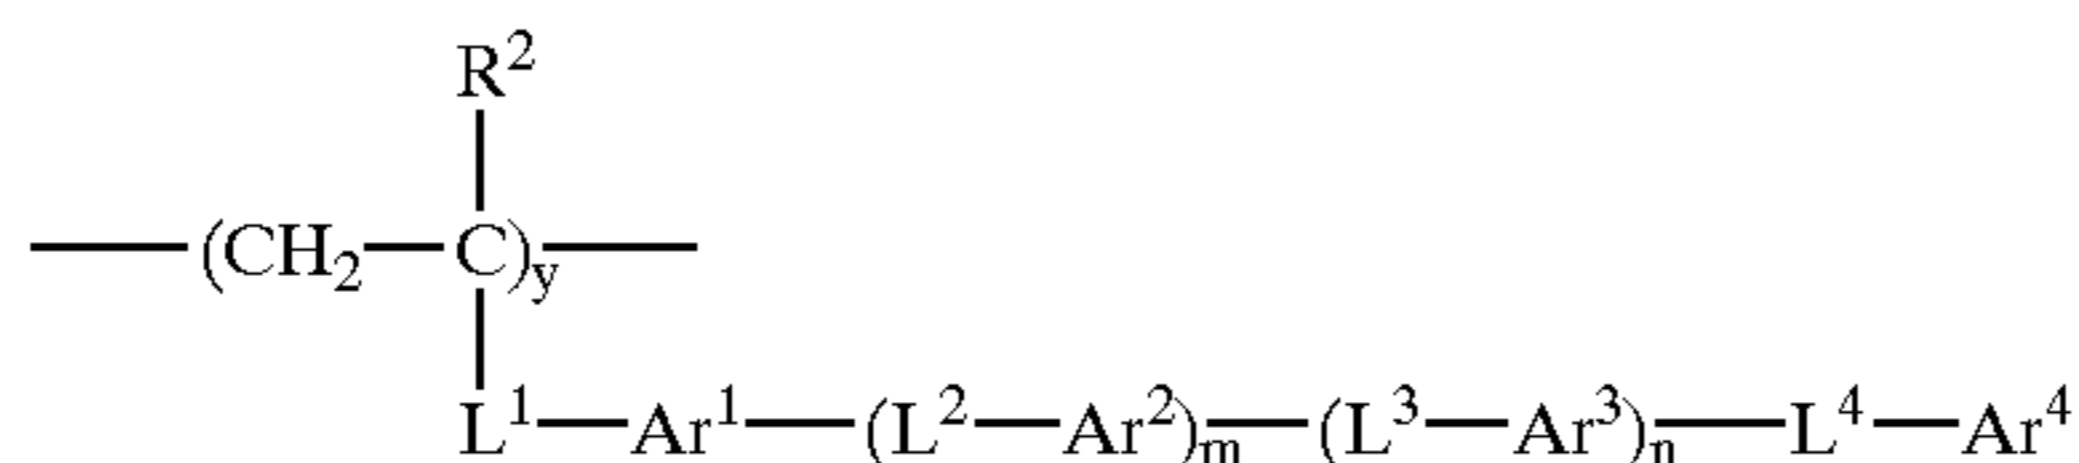 R²
(CH₂—C)y
L¹—Ar¹—(L²—Ar²)m—(L³—Ar³)n—L⁴—Ar⁴